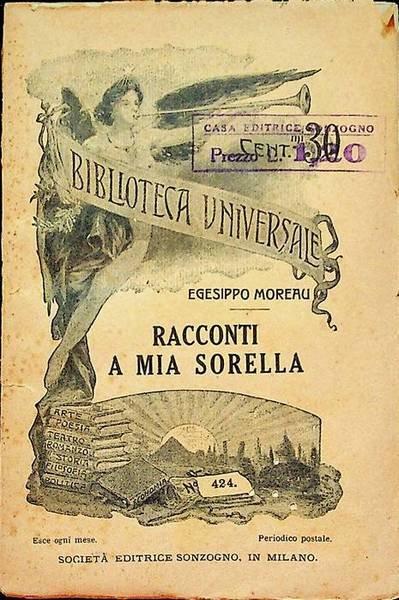 CASA EDITRICE SONZOGNO
CENT. 30
Prezzo L.
BIBLIOTECA UNIVERSALE
EGESIPPO MOREAU
RACCONTI
A MIA SORELLA
ARTE
POESIA
TEATRO
ROMANZO
STORIA
FILOSOFIA
POLITICA
Nº 424.
Esce ogni mese.
Periodico postale.
SOCIETÀ EDITRICE SONZOGNO, IN MILANO.